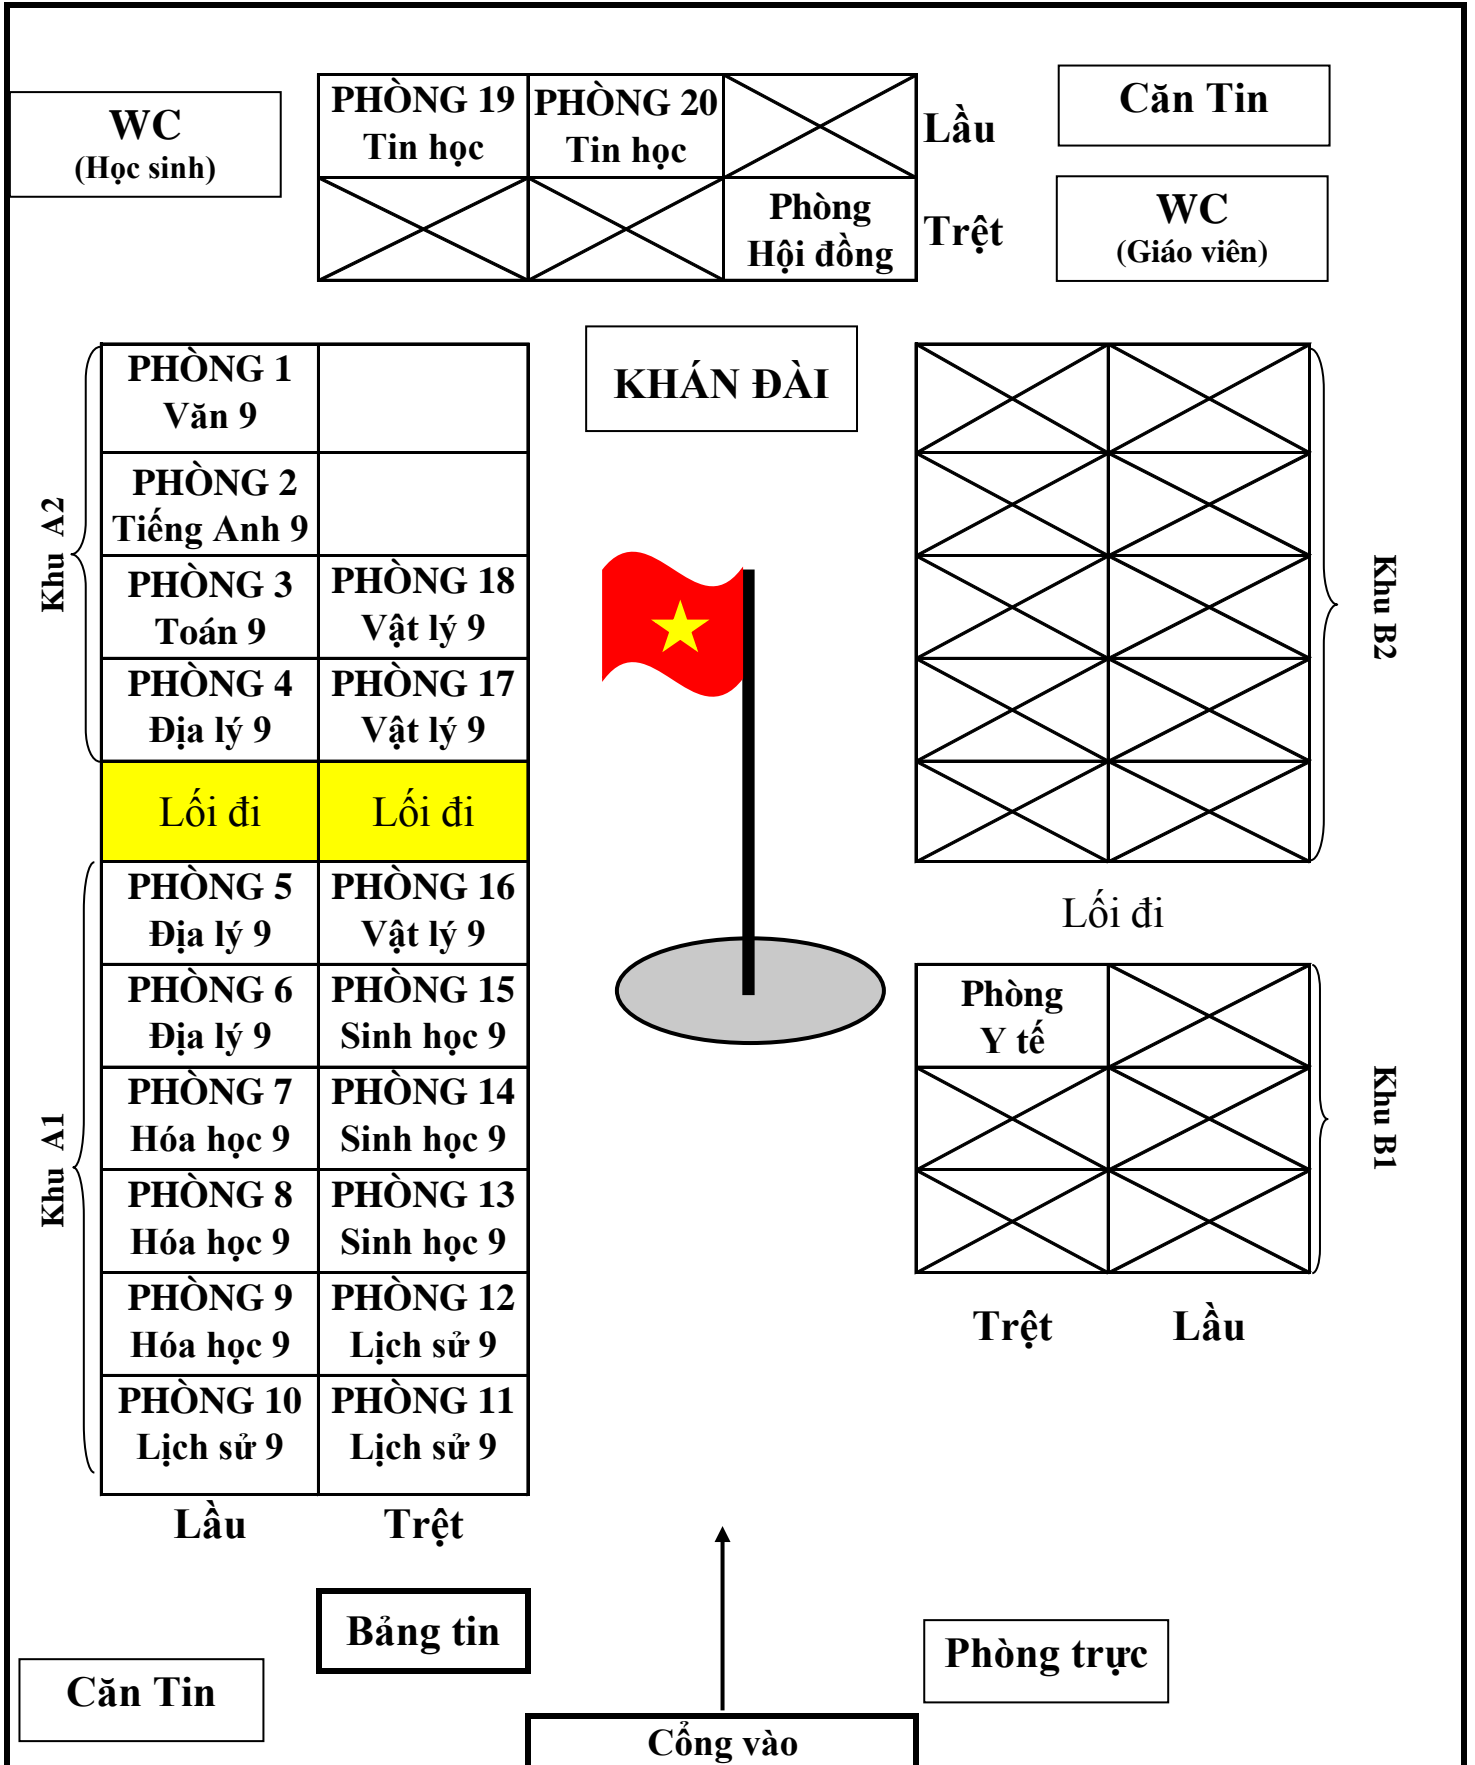 WC
(Học sinh)
PHÒNG 19
Tin học
PHÒNG 20
Tin học
Lầu
Căn Tin
Phòng
Hội đồng
Trệt
WC
(Giáo viên)
KHÁN ĐÀI
Khu A2
PHÒNG 1
Văn 9
PHÒNG 2
Tiếng Anh 9
PHÒNG 3
Toán 9
PHÒNG 18
Vật lý 9
PHÒNG 4
Địa lý 9
PHÒNG 17
Vật lý 9
Khu B2
Lối đi
Lối đi
Khu A1
PHÒNG 5
Địa lý 9
PHÒNG 16
Vật lý 9
Lối đi
PHÒNG 6
Địa lý 9
PHÒNG 15
Sinh học 9
Phòng
Y tế
PHÒNG 7
Hóa học 9
PHÒNG 14
Sinh học 9
Khu B1
PHÒNG 8
Hóa học 9
PHÒNG 13
Sinh học 9
PHÒNG 9
Hóa học 9
PHÒNG 12
Lịch sử 9
Trệt
Lầu
PHÒNG 10
Lịch sử 9
PHÒNG 11
Lịch sử 9
Lầu
Trệt
Bảng tin
Phòng trực
Căn Tin
Cổng vào